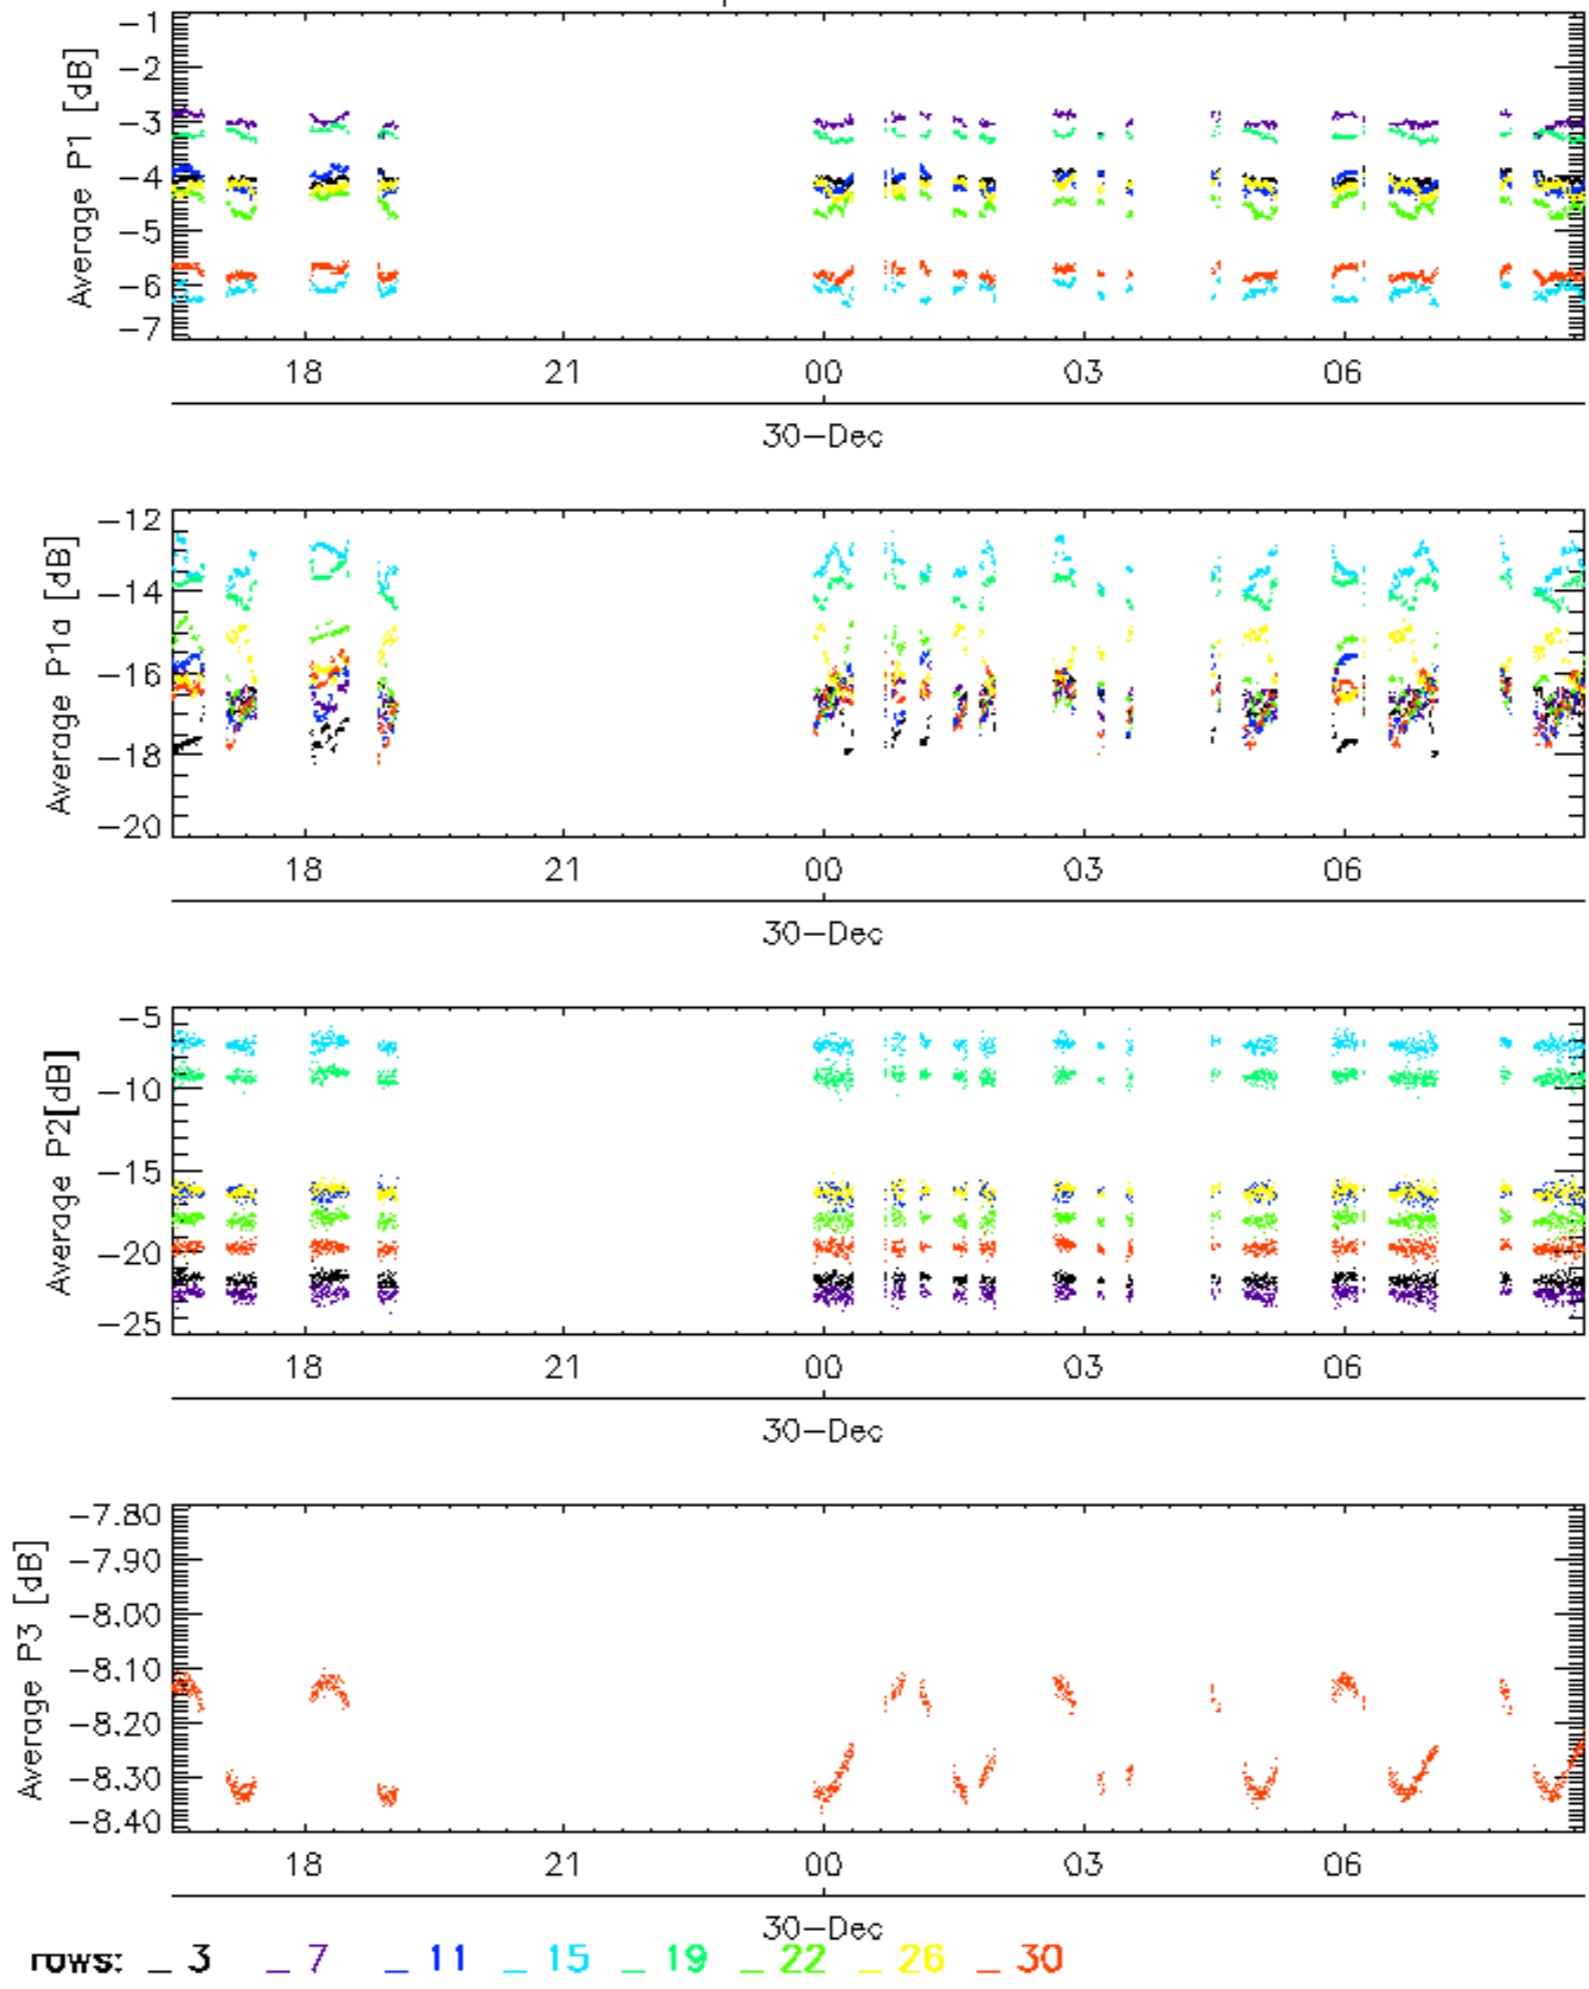 Average P1 [dB]
-1
-2
-3
-4
-5
-6
-7
18 21 00 03 06
30-Dec
Average P1a [dB]
-12
-14
-16
-18
-20
18 21 00 03 06
30-Dec
Average P2[dB]
-5
-10
-15
-20
-25
18 21 00 03 06
30-Dec
Average P3 [dB]
-7.80
-7.90
-8.00
-8.10
-8.20
-8.30
-8.40
18 21 00 03 06
30-Dec
rows: _ 3 _ 7 _ 11 _ 15 _ 19 _ 22 _ 26 _ 30